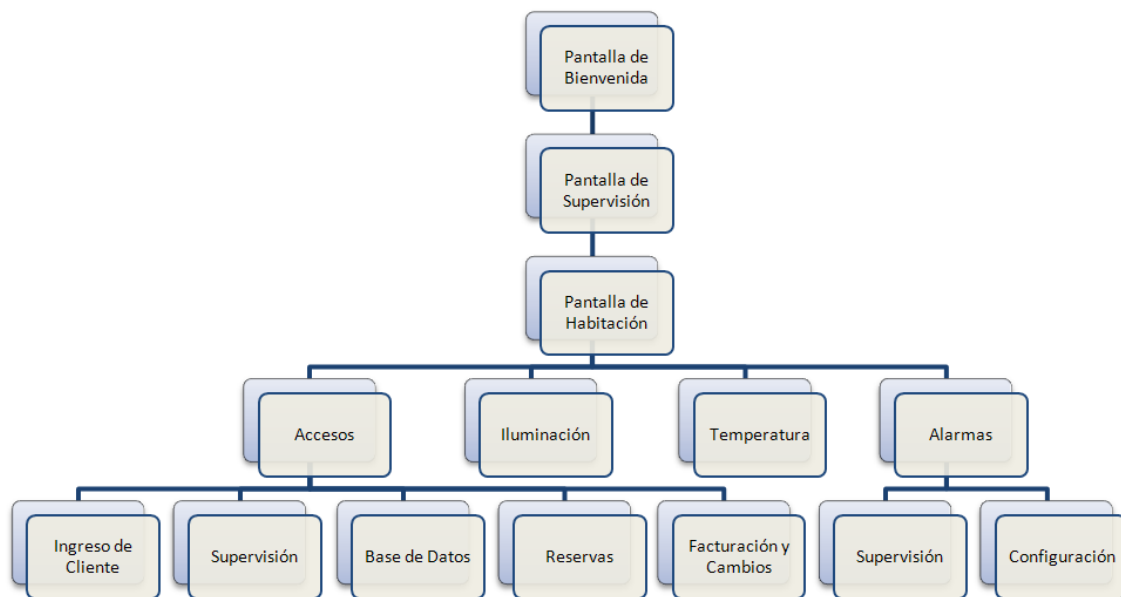 Pantalla de
Bienvenida
Pantalla de
Supervisión
Pantalla de
Habitación
Accesos
Iluminación
Temperatura
Alarmas
Ingreso de
Cliente
Supervisión
Base de Datos
Reservas
Facturación y
Cambios
Supervisión
Configuración